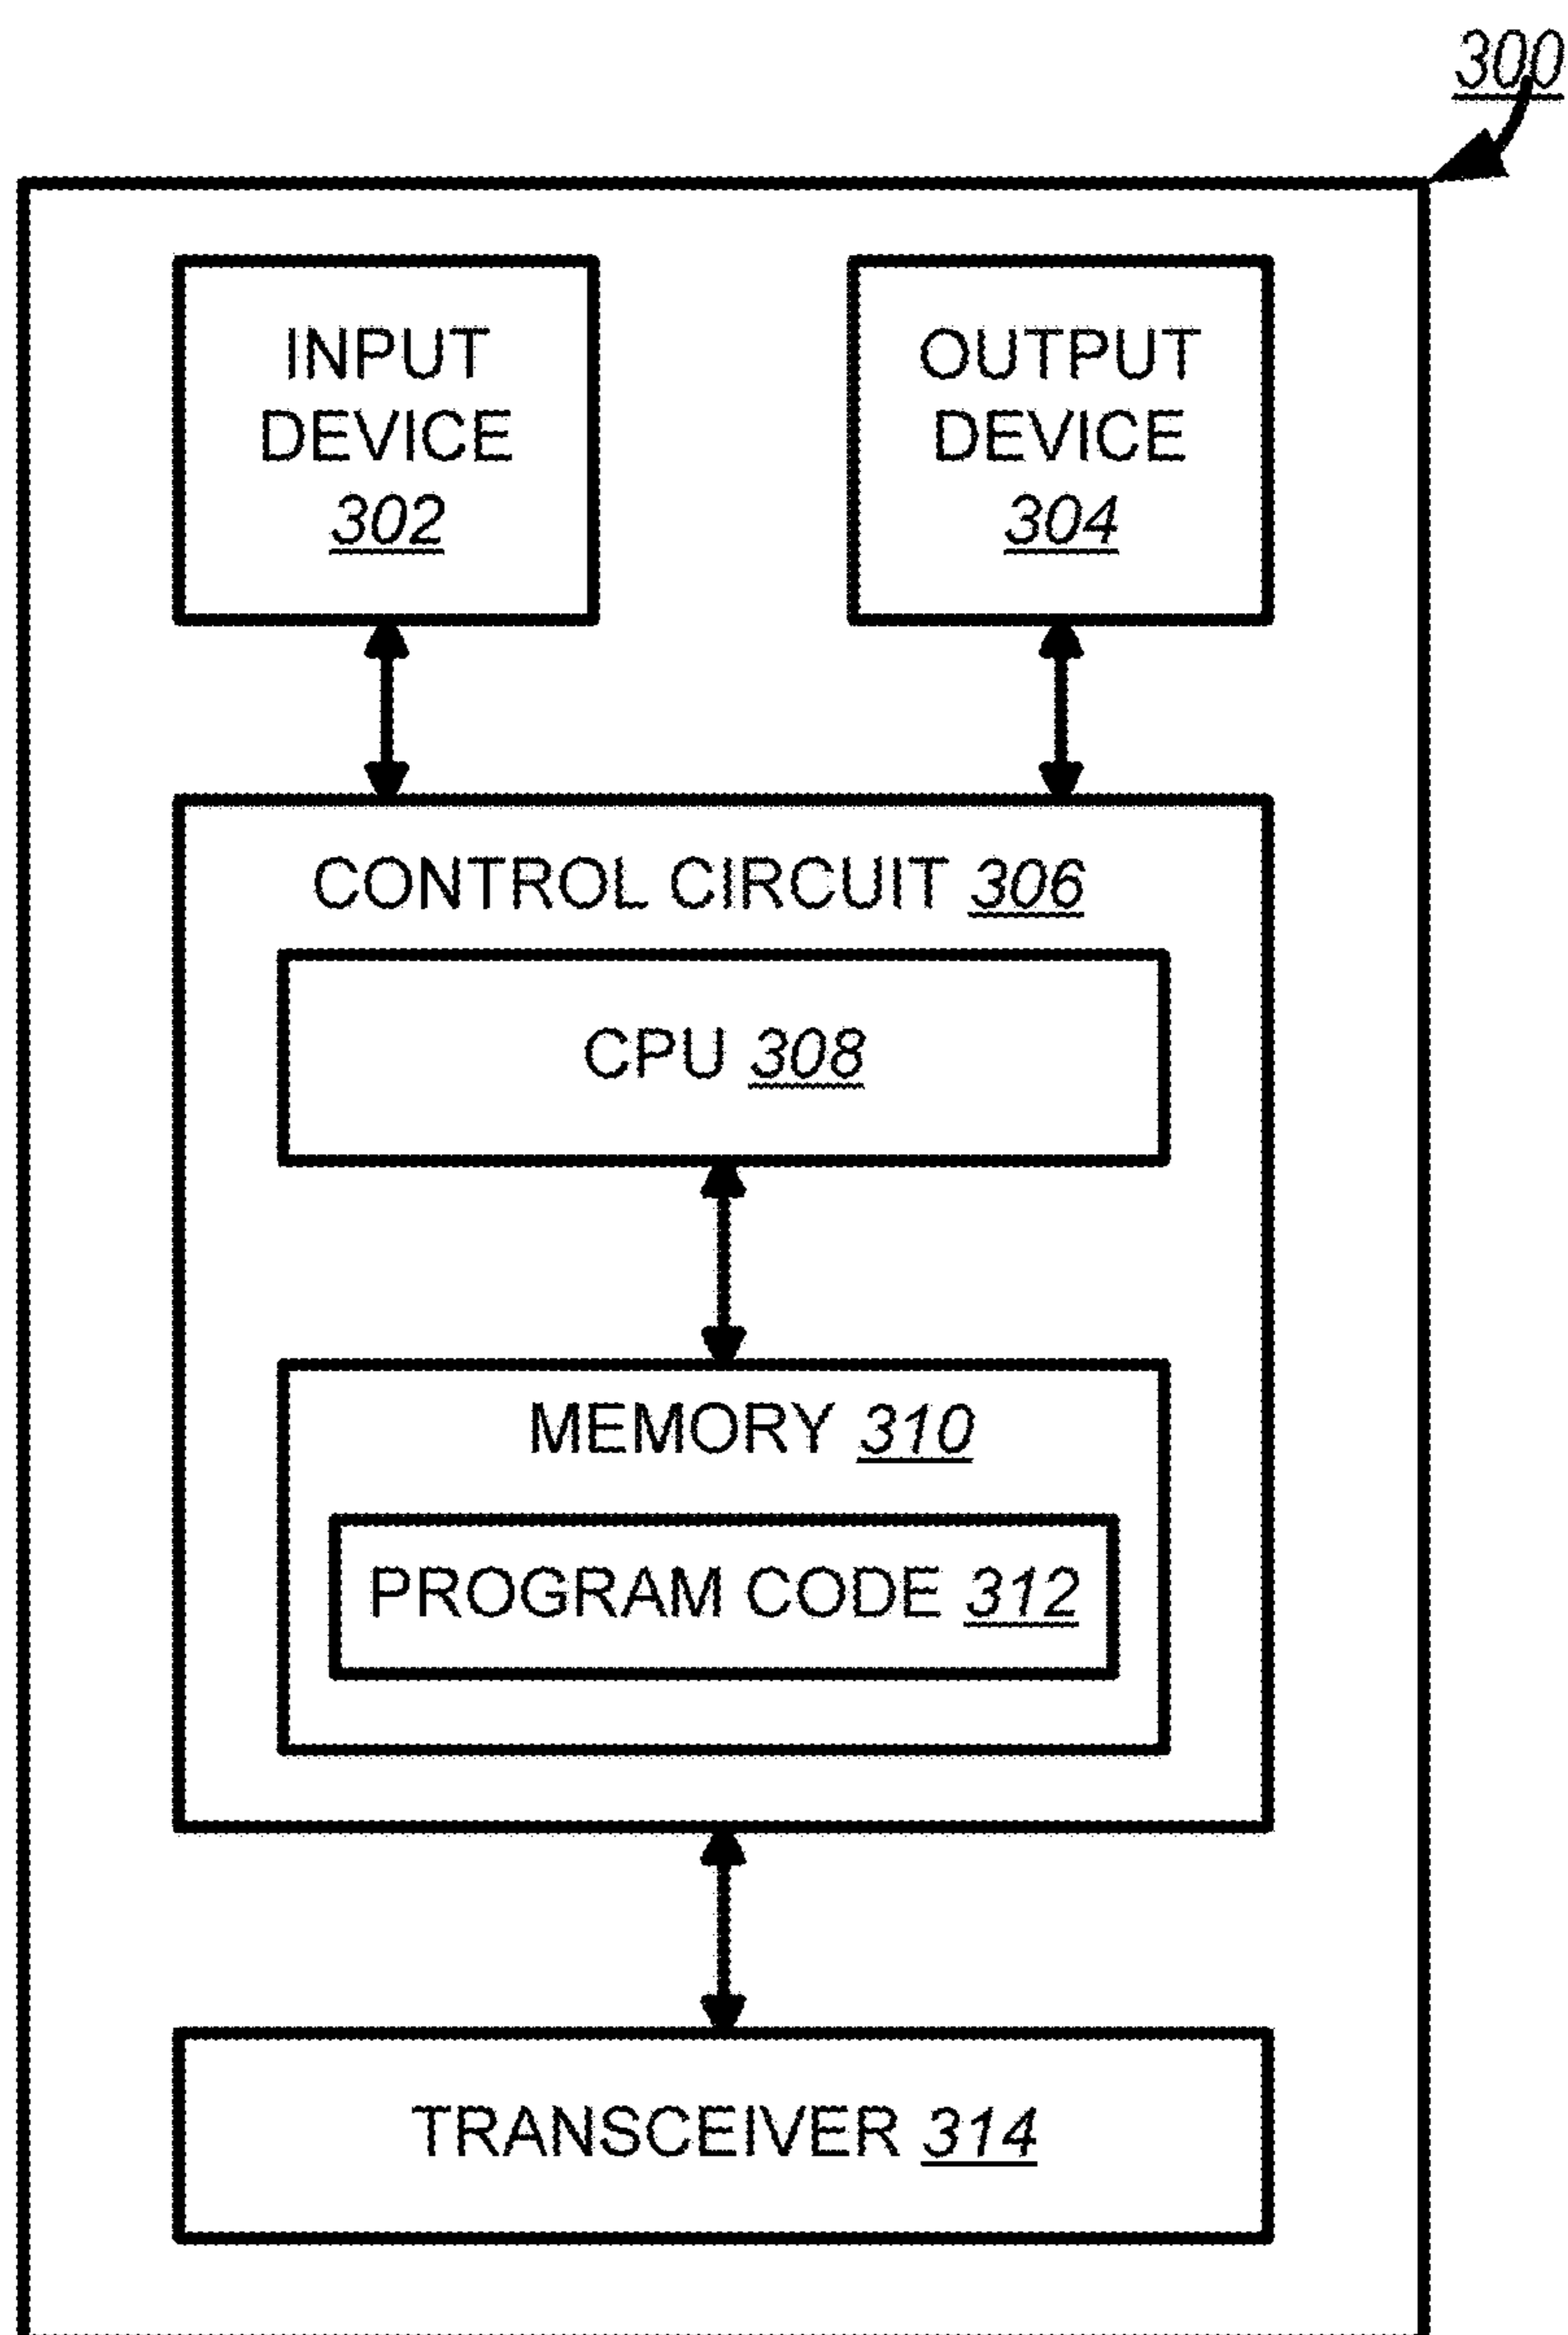 300
INPUT
DEVICE
302
OUTPUT
DEVICE
304
CONTROL CIRCUIT 306
CPU 308
MEMORY 310
PROGRAM CODE 312
TRANSCEIVER 314